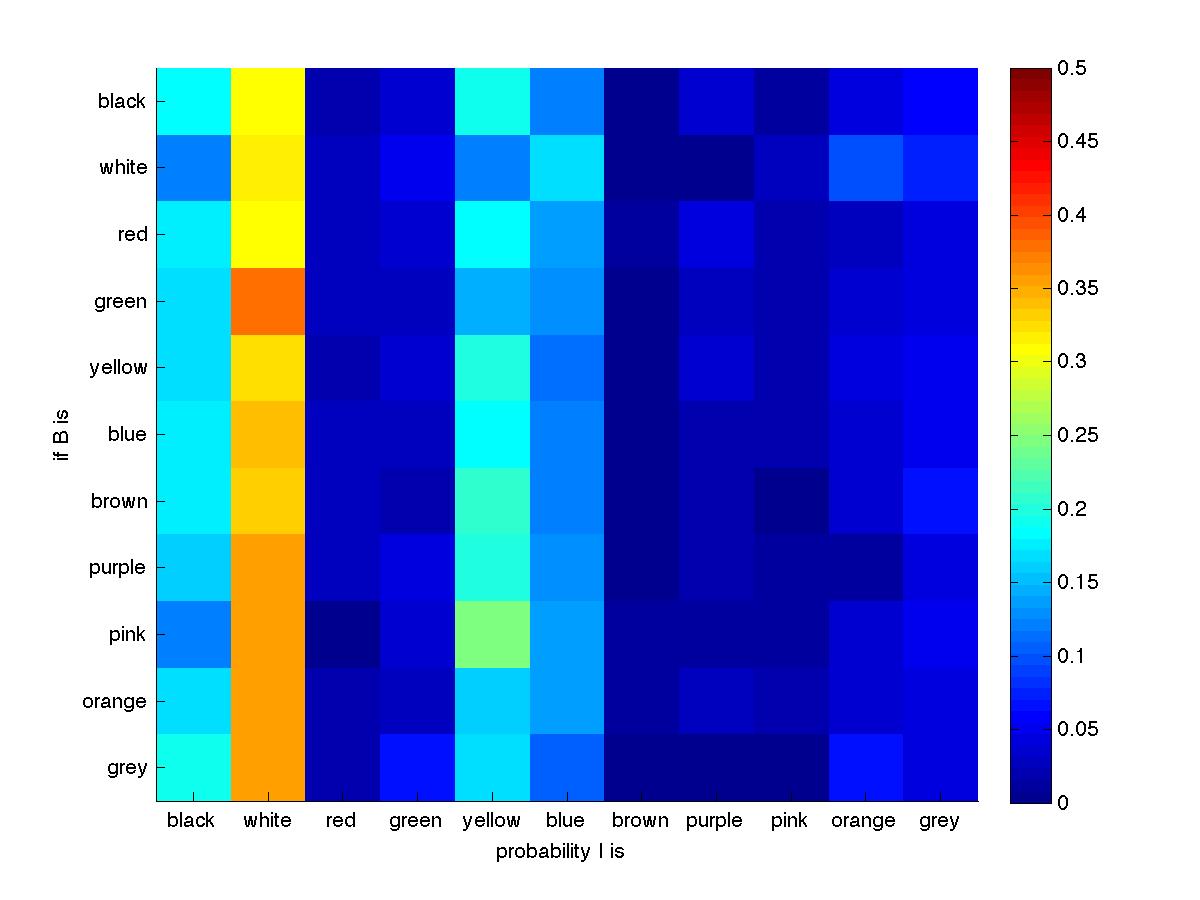 black
white
red
green
yellow
blue
brown
purple
pink
orange
grey
if B is
black white red green yellow blue brown purple pink orange grey
probability I is
0.5
0.45
0.4
0.35
0.3
0.25
0.2
0.15
0.1
0.05
0